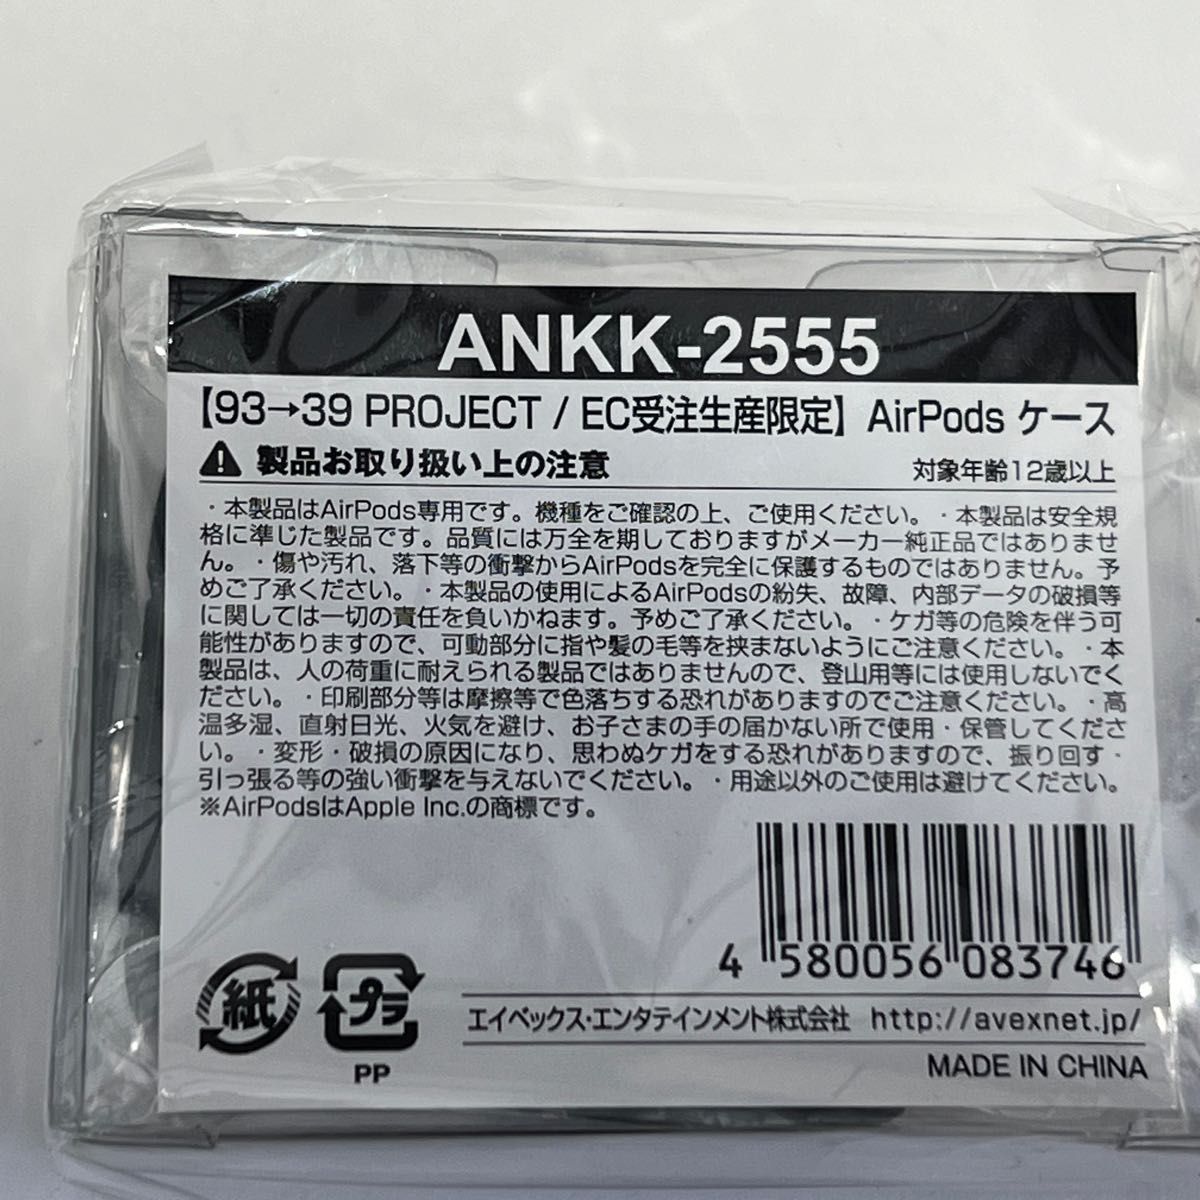 ANKK-2555
【93→39 PROJECT / EC受注生産限定】AirPods ケース
製品お取り扱い上の注意 対象年齢12歳以上
・本製品はAirPods専用です。機種をご確認の上、ご使用ください。・本製品は安全規
格に準じた製品です。品質には万全を期しておりますがメーカー純正品ではありませ
ん。・傷や汚れ、落下等の衝撃からAirPodsを完全に保護するものではありません。予
めご了承ください。・本製品の使用によるAirPodsの紛失、故障、内部データの破損等
に関しては一切の責任を負いかねます。予めご了承ください。・ケガ等の危険を伴う可
能性がありますので、可動部分に指や髪の毛等を挟まないようにご注意ください。・本
製品は、人の荷重に耐えられる製品ではありませんので、登山用等には使用しないでく
ださい。・印刷部分等は摩擦等で色落ちする恐れがありますのでご注意ください。・高
温多湿、直射日光、火気を避け、お子さまの手の届かない所で使用・保管してくださ
い。・変形・破損の原因になり、思わぬケガをする恐れがありますので、振り回す・
引っ張る等の強い衝撃を与えないでください。・用途以外のご使用は避けてください。
※AirPodsはApple Inc.の商標です。
4 580056 083746
紙 プラ
PP
エイベックス・エンタテインメント株式会社 http://avexnet.jp/
MADE IN CHINA